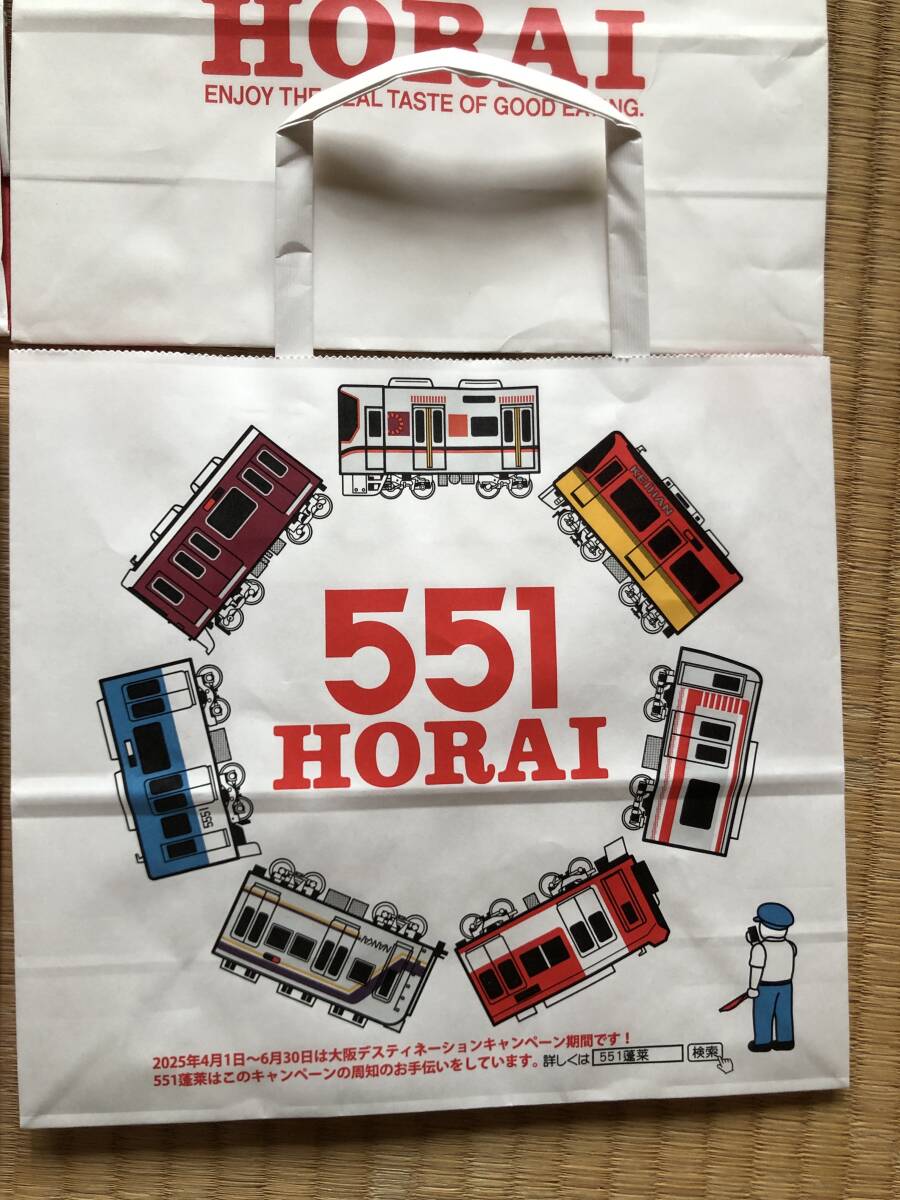 HORAI
ENJOY THE REAL TASTE OF GOOD EATING.
KEIHAN
551
HORAI
551
NANKAI
2025年4月1日～6月30日は大阪デスティネーションキャンペーン期間です！
551蓬莱はこのキャンペーンの周知のお手伝いをしています。詳しくは 551蓬莱 検索